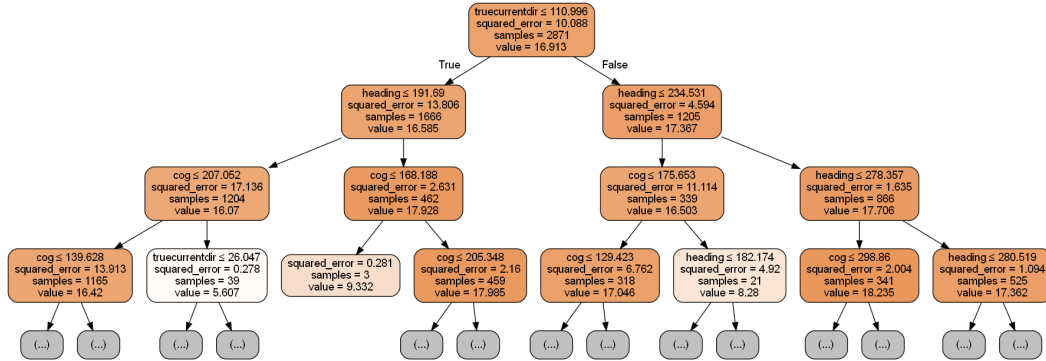 truecurrentdir ≤ 110.996
squared_error = 10.088
samples = 2871
value = 16.913
True
False
heading ≤ 191.69
squared_error = 13.806
samples = 1666
value = 16.585
heading ≤ 234.531
squared_error = 4.594
samples = 1205
value = 17.367
cog ≤ 207.052
squared_error = 17.136
samples = 1204
value = 16.07
cog ≤ 168.188
squared_error = 2.631
samples = 462
value = 17.928
cog ≤ 175.653
squared_error = 11.114
samples = 339
value = 16.503
heading ≤ 278.357
squared_error = 1.635
samples = 866
value = 17.706
cog ≤ 139.628
squared_error = 13.913
samples = 1165
value = 16.42
truecurrentdir ≤ 26.047
squared_error = 0.278
samples = 39
value = 5.607
squared_error = 0.281
samples = 3
value = 9.332
cog ≤ 205.348
squared_error = 2.16
samples = 459
value = 17.985
cog ≤ 129.423
squared_error = 6.762
samples = 318
value = 17.046
heading ≤ 182.174
squared_error = 4.92
samples = 21
value = 8.28
cog ≤ 298.86
squared_error = 2.004
samples = 341
value = 18.235
heading ≤ 280.519
squared_error = 1.094
samples = 525
value = 17.362
(...)
(...)
(...)
(...)
(...)
(...)
(...)
(...)
(...)
(...)
(...)
(...)
(...)
(...)